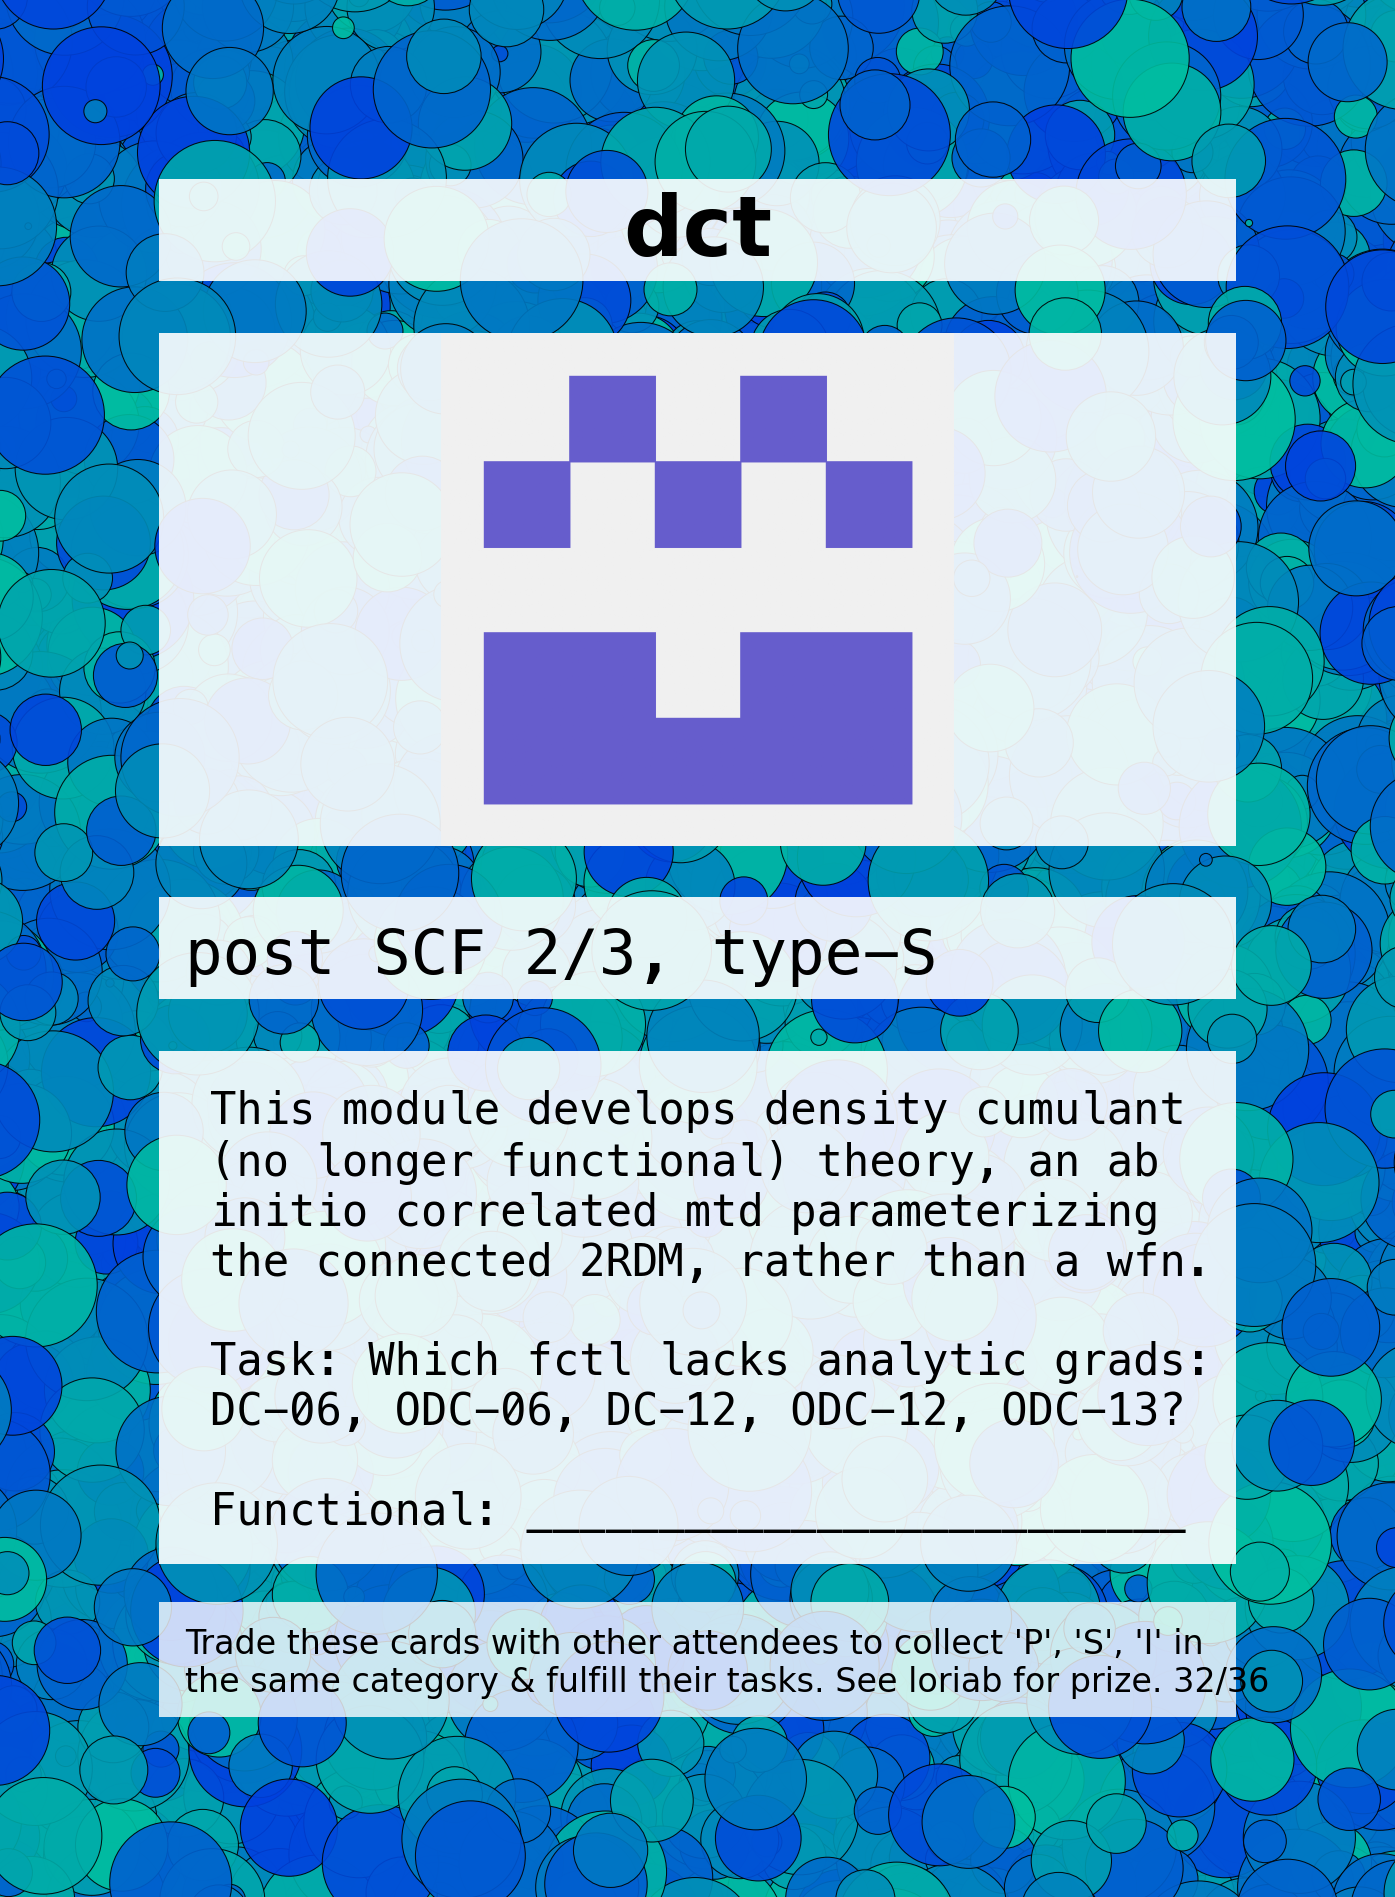 dct
post SCF 2/3, type−S
This module develops density cumulant
(no longer functional) theory, an ab
initio correlated mtd parameterizing
the connected 2RDM, rather than a wfn.
Task: Which fctl lacks analytic grads:
DC−06, ODC−06, DC−12, ODC−12, ODC−13?
Functional: _________________________
Trade these cards with other attendees to collect 'P', 'S', 'I' in
the same category & fulfill their tasks. See loriab for prize. 32/36